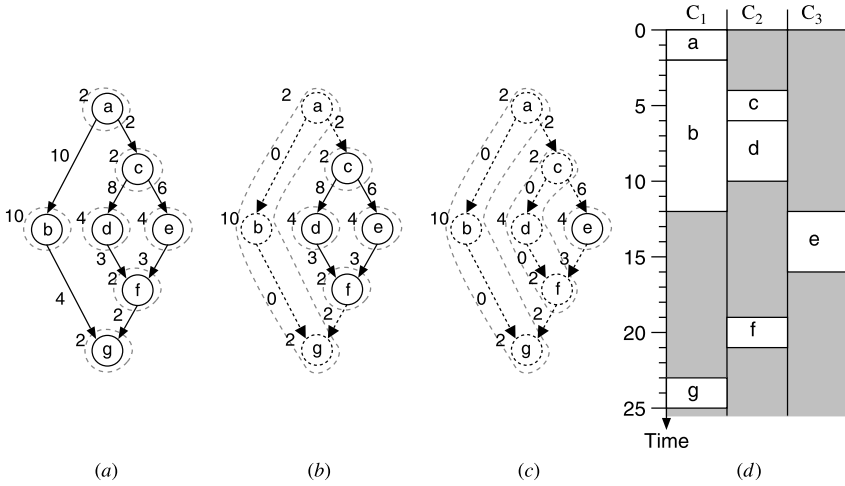 2 a
10 2
2 c
8 6
10 b 4 d 4 e
3 3
2 f
4 2
2 g
(a)
2 a
0 2
2 c
8 6
10 b 4 d 4 e
3 3
2 f
0 2
2 g
(b)
2 a
0 2
2 c
0 6
10 b 4 d 4 e
0 3
2 f
0 2
2 g
(c)
C1 C2 C3
0 a
5 c
b d
10
15 e
20 f
g
25
Time
(d)